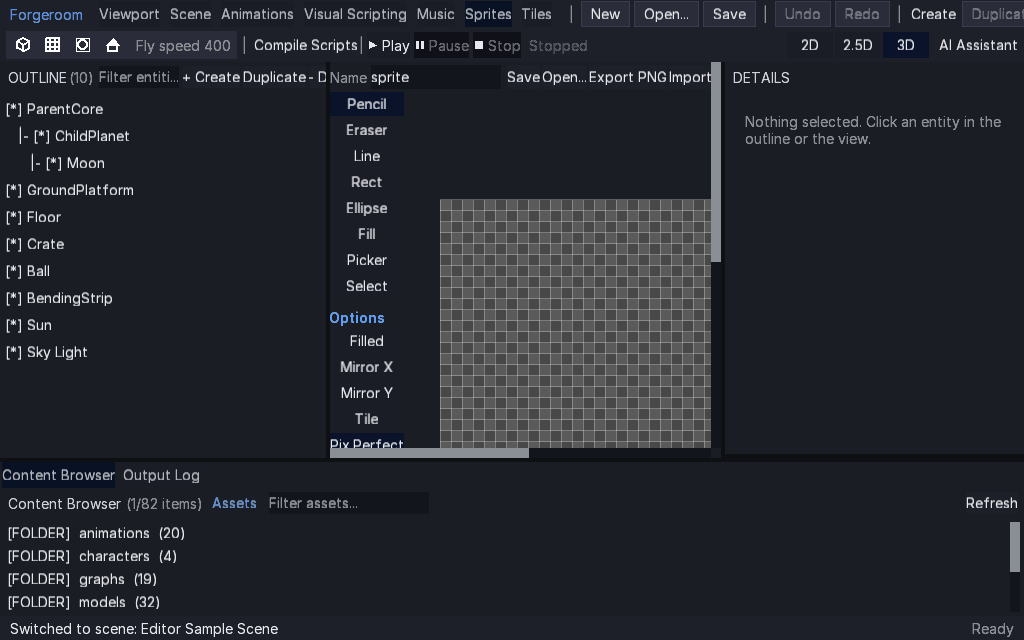 Forgeroom Viewport Scene Animations Visual Scripting Music Sprites Tiles | New Open... Save | Undo Redo | Create Duplicat
Fly speed 400 | Compile Scripts | Play Pause Stop Stopped 2D 2.5D 3D AI Assistant
OUTLINE (10) Filter entiti... + Create Duplicate - D
Name sprite Save Open... Export PNG Import
DETAILS
[*] ParentCore
|- [*] ChildPlanet
|- [*] Moon
[*] GroundPlatform
[*] Floor
[*] Crate
[*] Ball
[*] BendingStrip
[*] Sun
[*] Sky Light
Pencil
Eraser
Line
Rect
Ellipse
Fill
Picker
Select
Options
Filled
Mirror X
Mirror Y
Tile
Pix Perfect
Nothing selected. Click an entity in the
outline or the view.
Content Browser Output Log
Content Browser (1/82 items) Assets Filter assets... Refresh
[FOLDER] animations (20)
[FOLDER] characters (4)
[FOLDER] graphs (19)
[FOLDER] models (32)
Switched to scene: Editor Sample Scene Ready